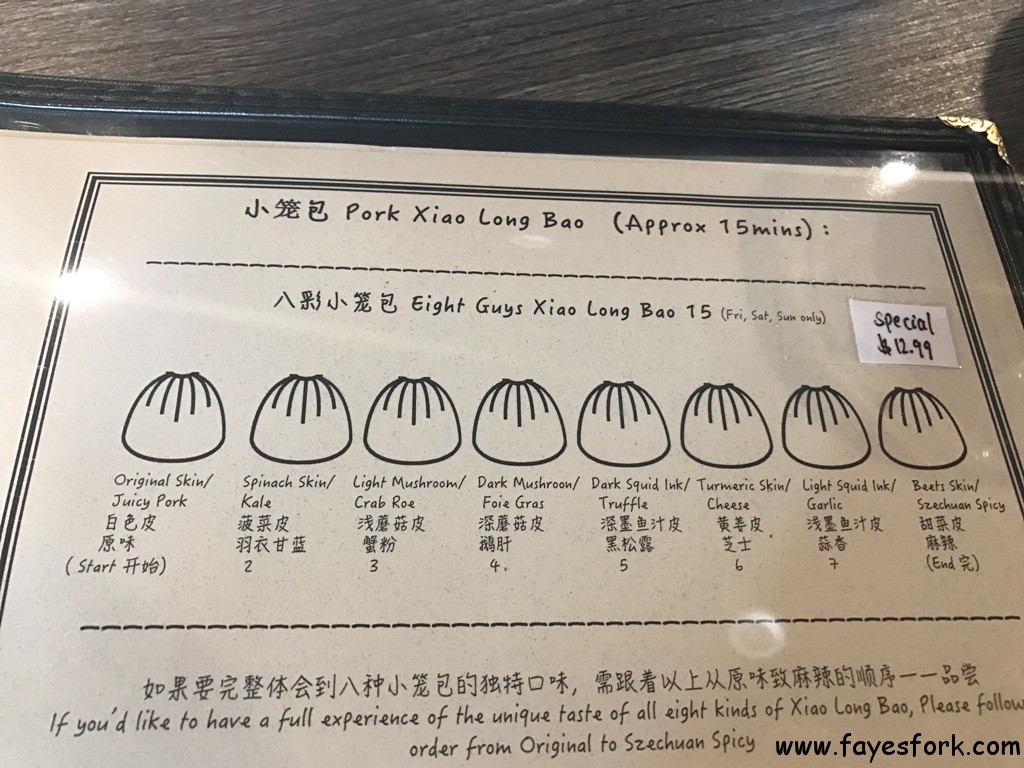 小笼包 Pork Xiao Long Bao (Approx 15mins) :
八彩小笼包 Eight Guys Xiao Long Bao 15 (Fri, Sat, Sun only)
Special
$12.99
Original Skin/ Spinach Skin/ Light Mushroom/ Dark Mushroom/ Dark Squid Ink/ Turmeric Skin/ Light Squid Ink/ Beets Skin/
Juicy Pork Kale Crab Roe Foie Gras Truffle Cheese Garlic Szechuan Spicy
白色皮 菠菜皮 浅蘑菇皮 深蘑菇皮 深墨鱼汁皮 黄姜皮 浅墨鱼汁皮 甜菜皮
原味 羽衣甘蓝 蟹粉 鹅肝 黑松露 芝士 蒜香 麻辣
(Start 开始) 2 3 4. 5 6 7 (End 完)
如果要完整体会到八种小笼包的独特口味，需跟着以上从原味致麻辣的顺序一一品尝
If you'd like to have a full experience of the unique taste of all eight kinds of Xiao Long Bao, Please follow
order from Original to Szechuan Spicy
www.fayesfork.com